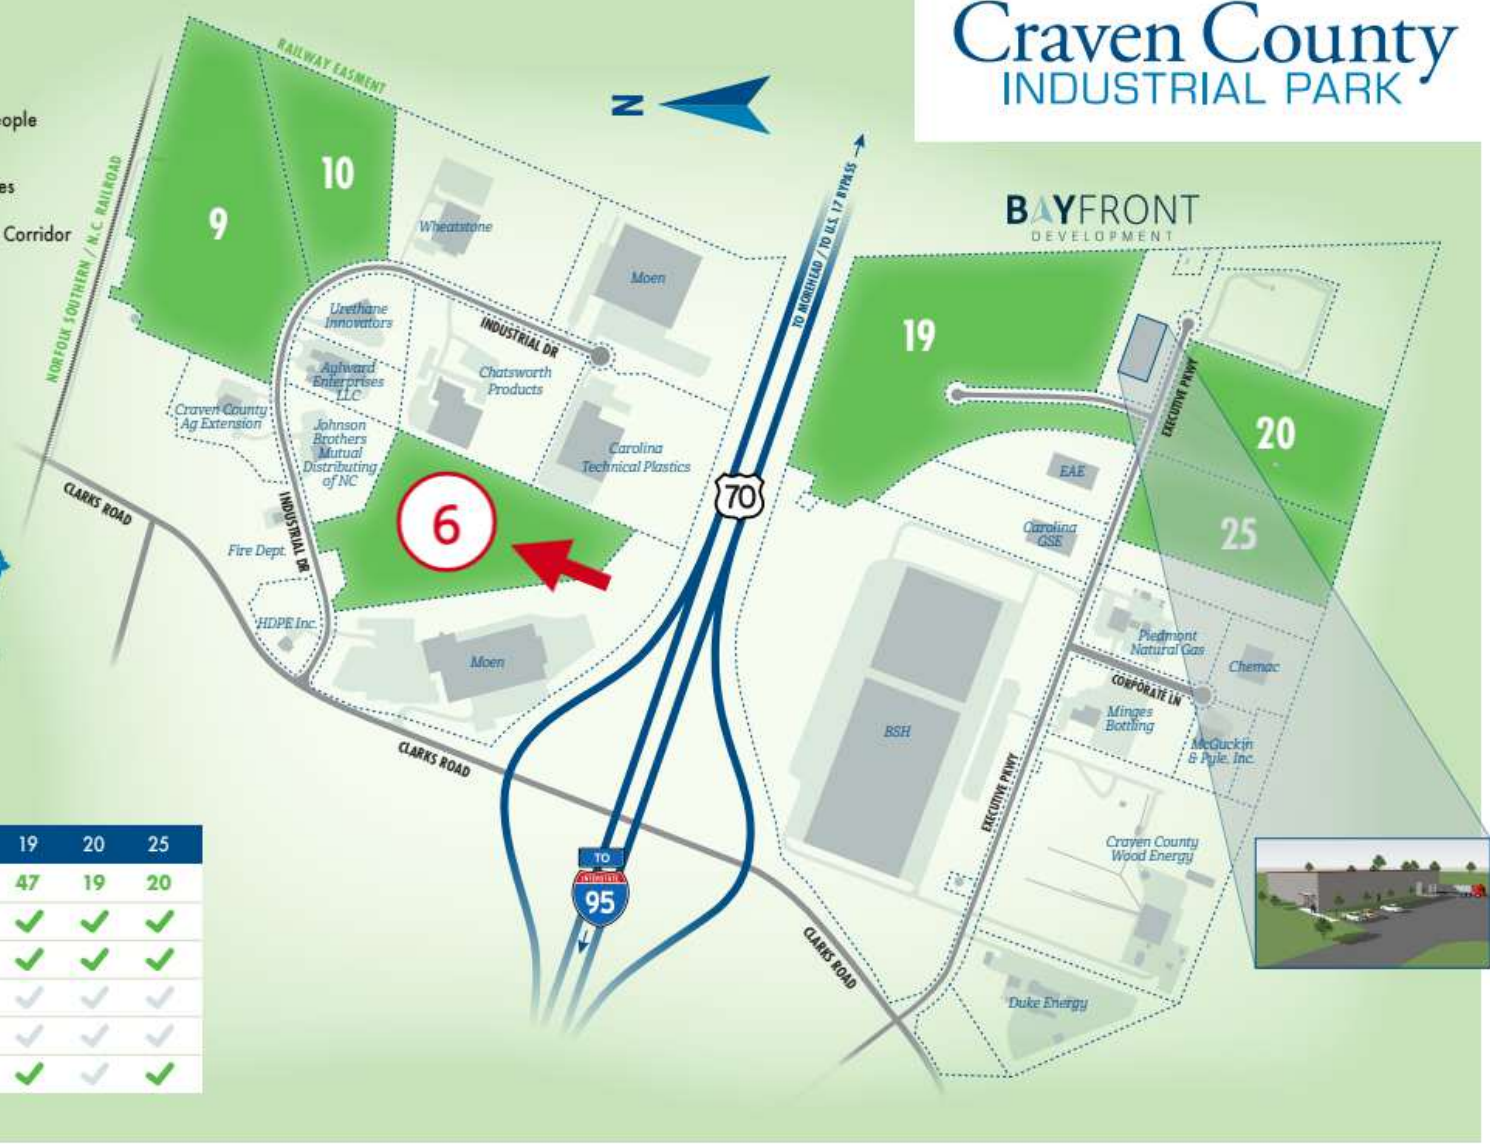 Craven County
INDUSTRIAL PARK
N
RAILWAY EASMENT
Corridor
NORFOLK SOUTHERN / N.C. RAILROAD
9
10
Wheatstone
Moen
Urethane
Innovators
INDUSTRIAL DR
Aylward
Enterprises
LLC
Chatsworth
Products
Craven County
Ag Extension
Johnson
Brothers
Mutual
Distributing
of NC
Carolina
Technical Plastics
6
CLARKS ROAD
INDUSTRIAL DR
Fire Dept.
HDPE Inc.
Moen
CLARKS ROAD
TO MOREHEAD / TO U.S. 17 BYPASS
70
TO
INTERSTATE
95
BAYFRONT
DEVELOPMENT
19
EXECUTIVE PKWY
20
EAE
25
Carolina
GSE
Piedmont
Natural Gas
Chemac
CORPORATE LN
Minges
Bottling
McGuckin
& Pyle, Inc.
BSH
EXECUTIVE PKWY
Craven County
Wood Energy
CLARKS ROAD
Duke Energy
19 20 25
47 19 20